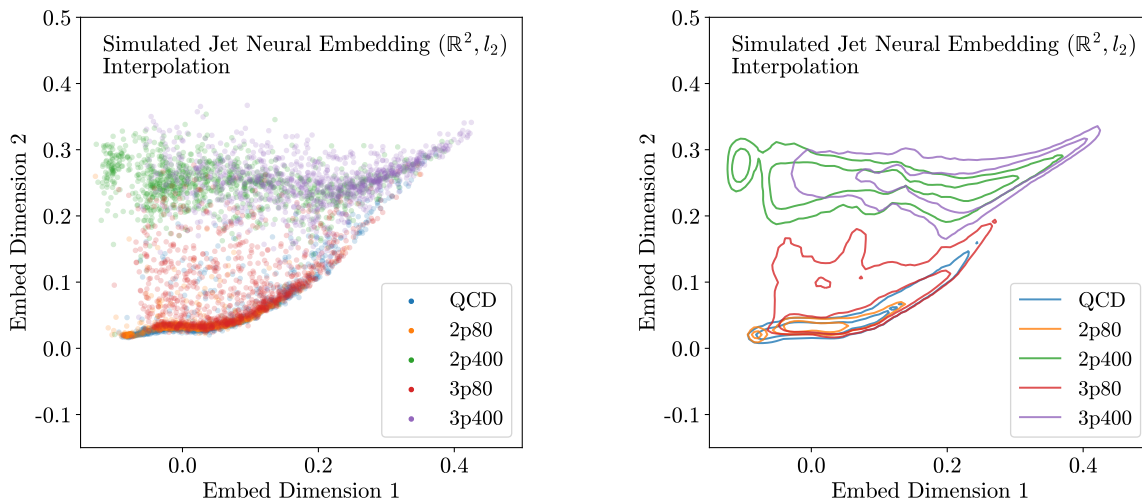 Simulated Jet Neural Embedding (ℝ², l₂)
Interpolation
Embed Dimension 2
0.5
0.4
0.3
0.2
0.1
0.0
-0.1
QCD
2p80
2p400
3p80
3p400
0.0 0.2 0.4
Embed Dimension 1
Simulated Jet Neural Embedding (ℝ², l₂)
Interpolation
Embed Dimension 2
0.5
0.4
0.3
0.2
0.1
0.0
-0.1
QCD
2p80
2p400
3p80
3p400
0.0 0.2 0.4
Embed Dimension 1